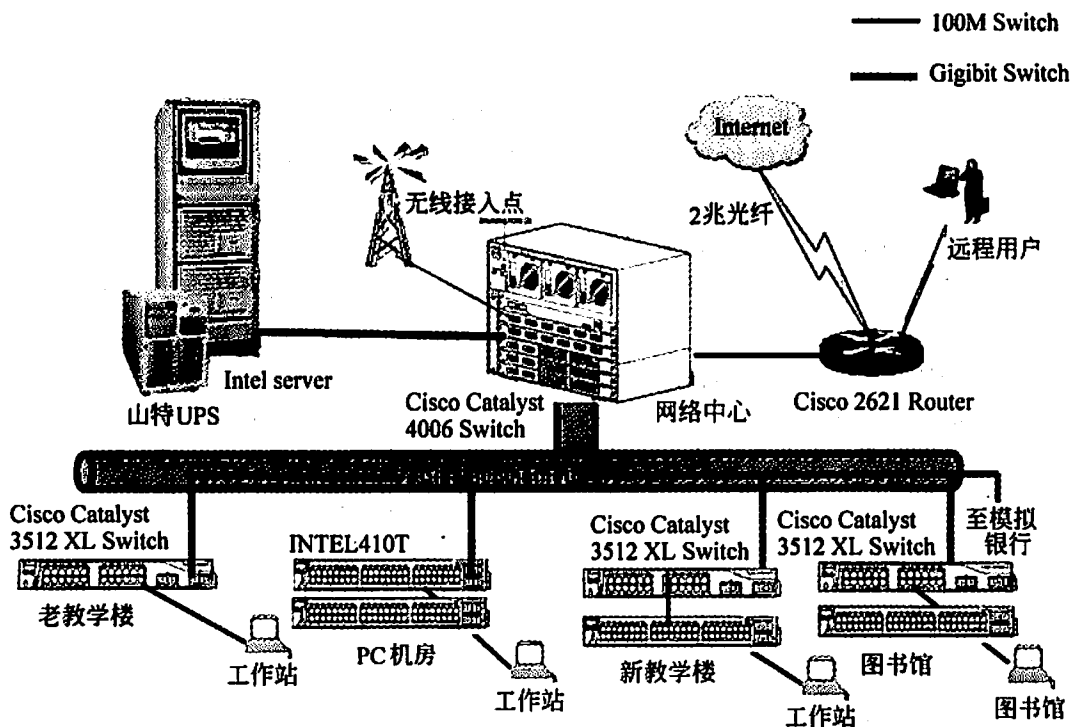 100M Switch
Gigibit Switch
Internet
无线接入点
2兆光纤
远程用户
Intel server
山特UPS
Cisco Catalyst
4006 Switch
网络中心
Cisco 2621 Router
Cisco Catalyst
3512 XL Switch
INTEL410T
Cisco Catalyst
3512 XL Switch
Cisco Catalyst
3512 XL Switch
至模拟
银行
老教学楼
PC机房
新教学楼
图书馆
工作站
工作站
工作站
图书馆